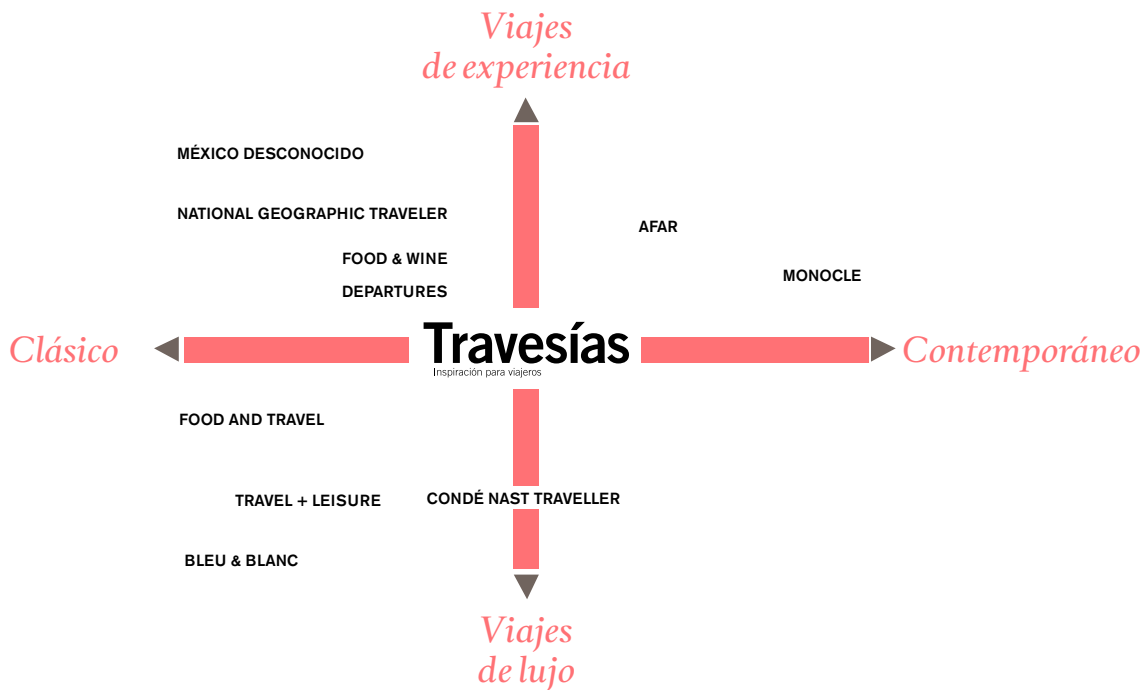 Viajes
de experiencia
MÉXICO DESCONOCIDO
NATIONAL GEOGRAPHIC TRAVELER
AFAR
FOOD & WINE
MONOCLE
DEPARTURES
Clásico
Travesías
Inspiración para viajeros
Contemporáneo
FOOD AND TRAVEL
TRAVEL + LEISURE
CONDÉ NAST TRAVELLER
BLEU & BLANC
Viajes
de lujo